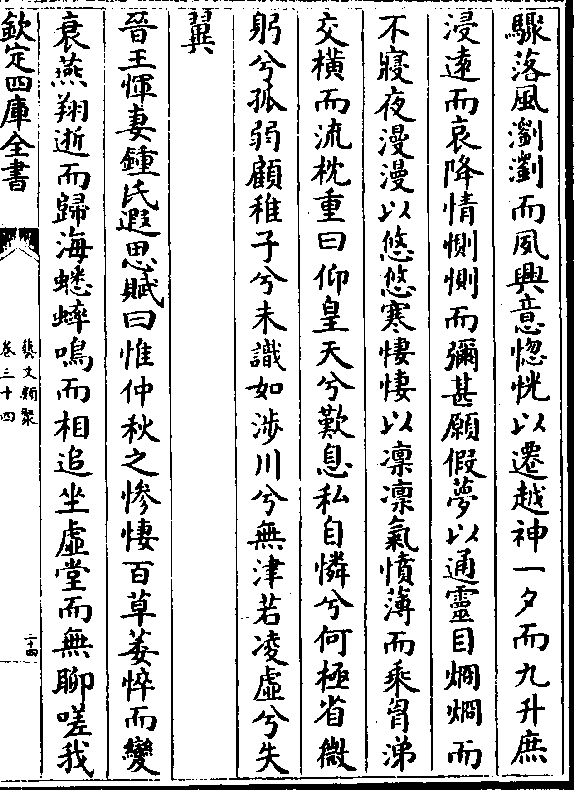 驟落風瀏瀏而夙興意惚恍以遷越神一夕而九升庶
浸遠而哀降情惻惻而彌甚願假夢以通靈目烱烱而
不寢夜漫漫以悠悠寒悽悽以凜凜氣憤薄而乘胷涕
交橫而流枕重曰仰皇天兮歎息私自憐兮何極省微
躬兮孤弱顧稚子兮未識如涉川兮無津若凌虛兮失
翼
晉王惲妻鍾氏遐思賦曰惟仲秋之慘悽百草萎悴而變
衰燕翔逝而歸海蟋蟀鳴而相追坐虛堂而無聊嗟我
欽定四庫全書
藝文類聚
卷三十四
二十四